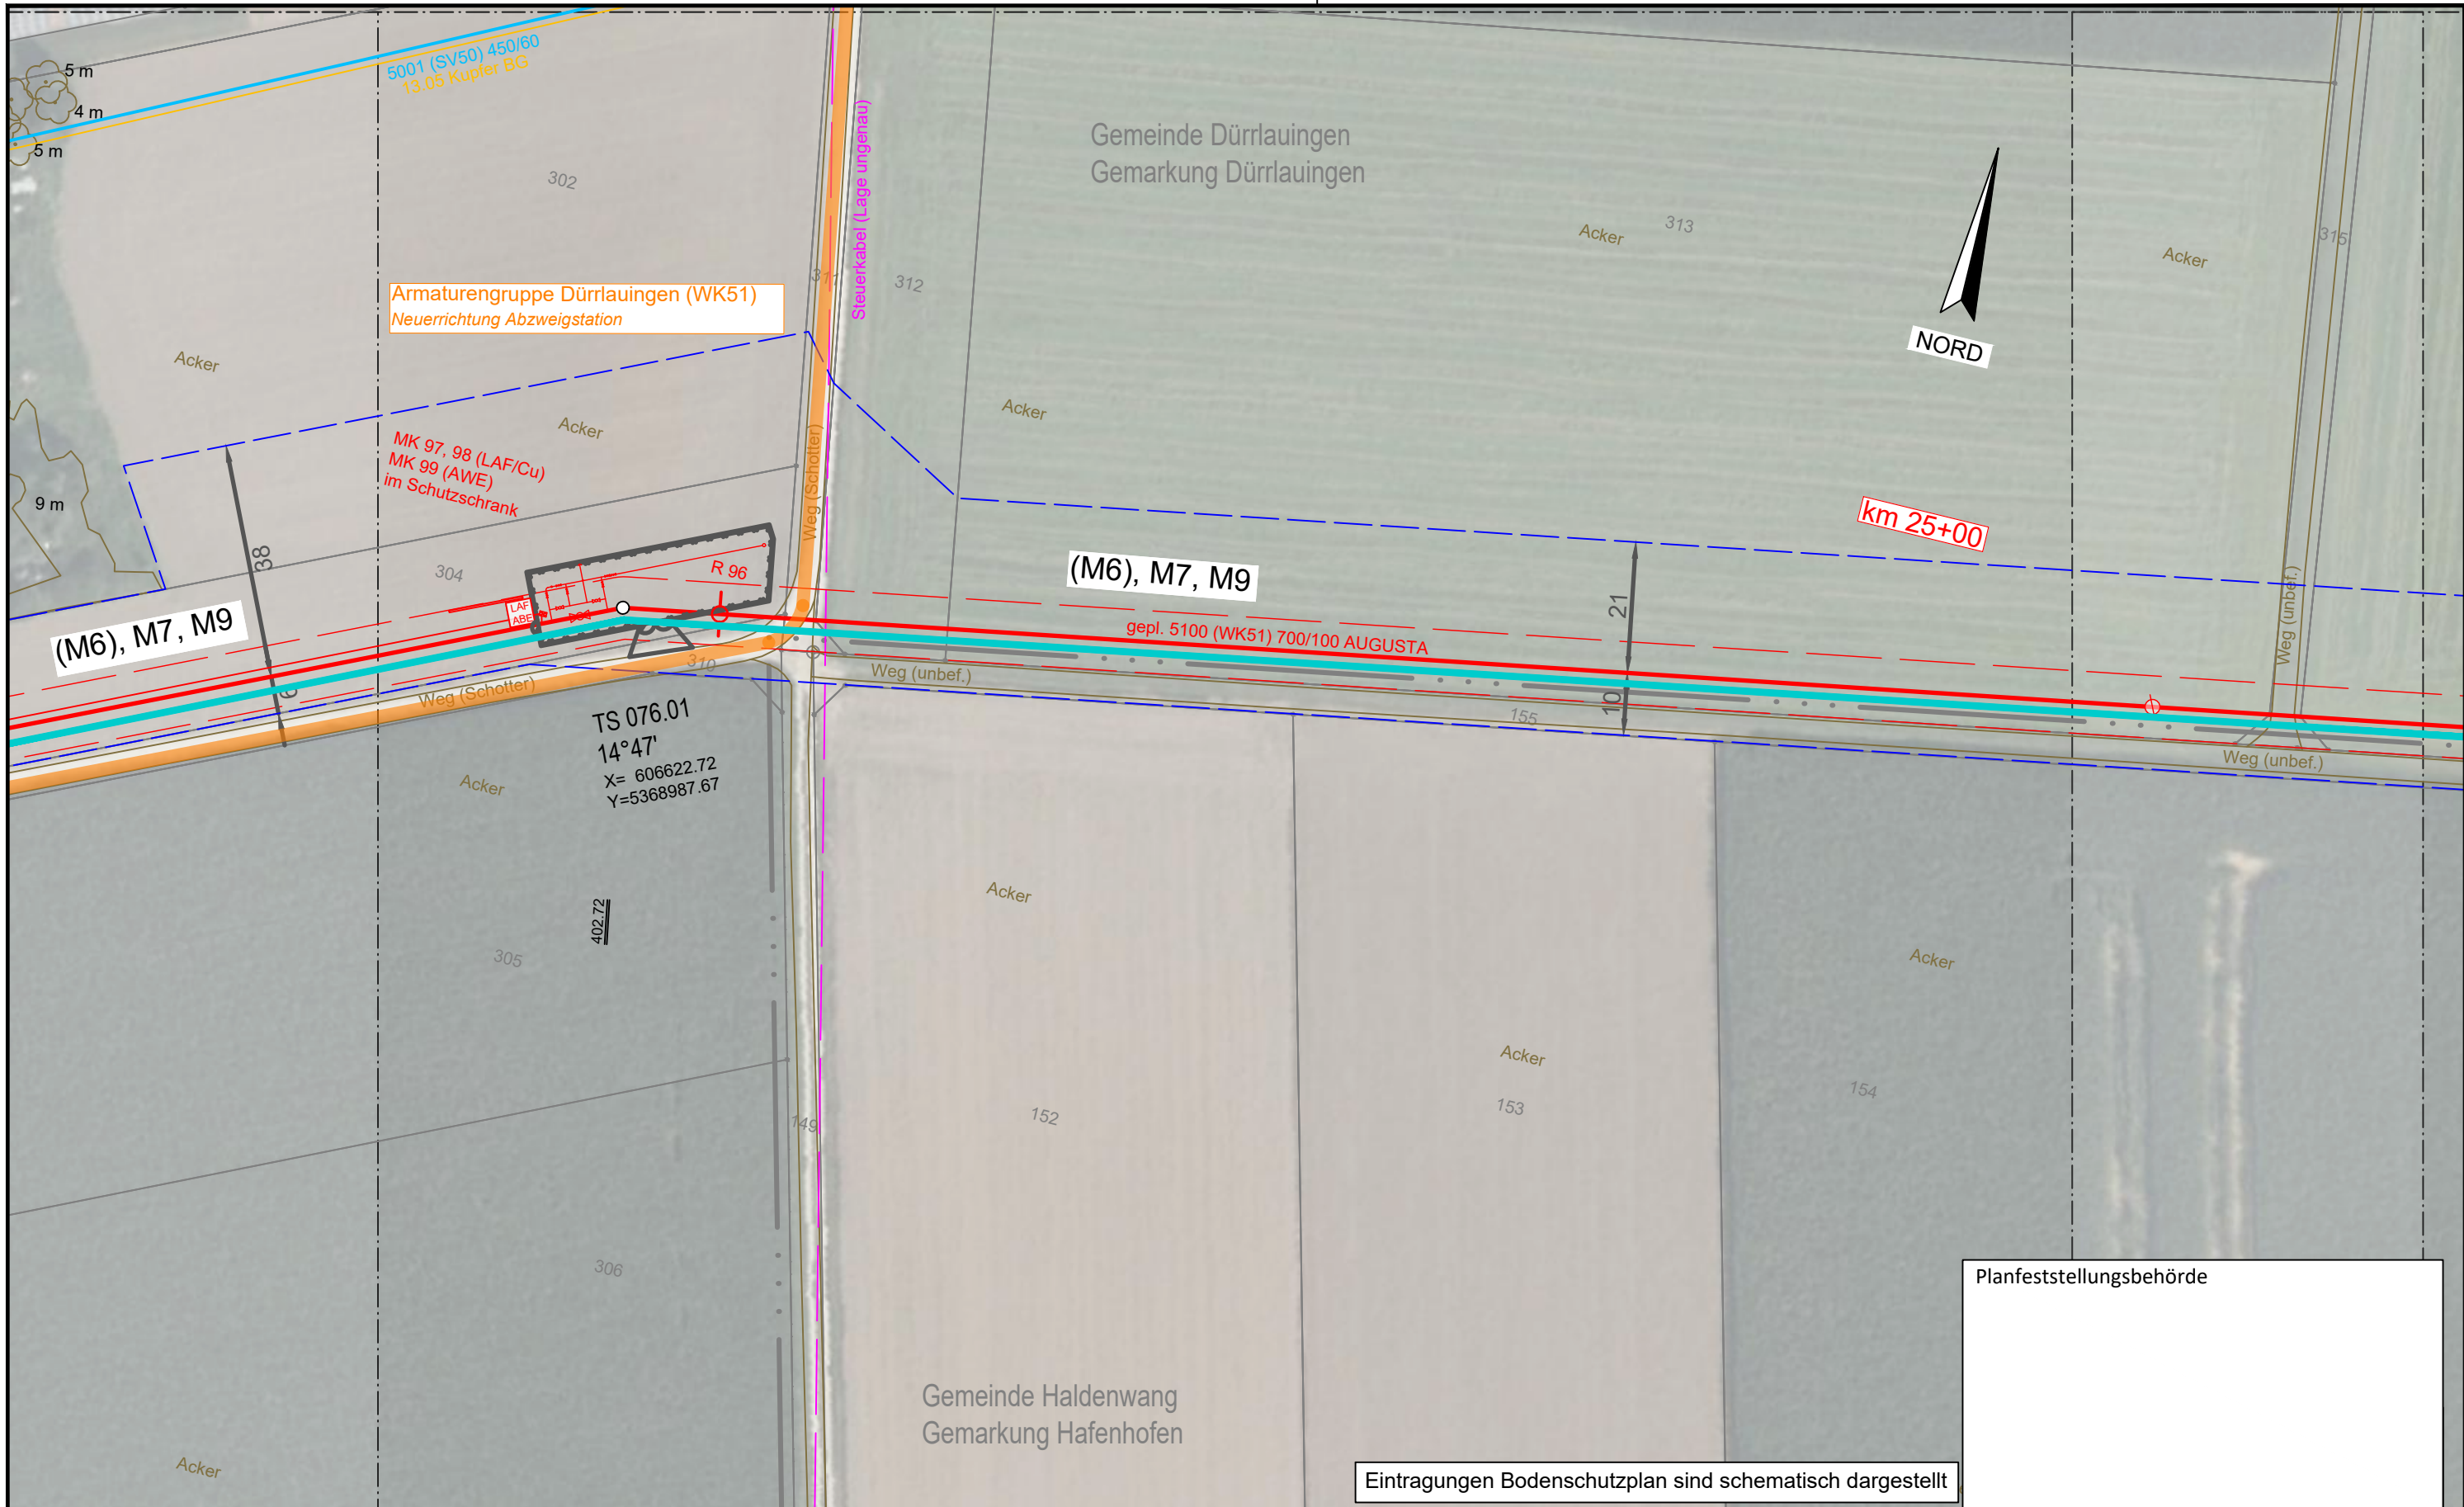 5001 (SV50) 450/60
13.05 Kupfer BG
5 m
4 m
5 m
302
Steuerkabel (Lage ungenau)
Gemeinde Dürrlauingen
Gemarkung Dürrlauingen
313
Acker
Acker
315
311
312
NORD
Armaturengruppe Dürrlauingen (WK51)
Neuerrichtung Abzweigstation
Acker
Acker
Acker
MK 97, 98 (LAF/Cu)
MK 99 (AWE)
im Schutzschrank
Weg (Schotter)
9 m
38
304
R 96
LAF
ABE
km 25+00
(M6), M7, M9
(M6), M7, M9
21
gepl. 5100 (WK51) 700/100 AUGUSTA
Weg (unbef.)
310
Weg (unbef.)
6
Weg (Schotter)
10
155
Weg (unbef.)
TS 076.01
14°47'
X= 606622.72
Y=5368987.67
Acker
Acker
402.72
305
Acker
Acker
154
153
152
149
306
Planfeststellungsbehörde
Gemeinde Haldenwang
Gemarkung Hafenhofen
Acker
Eintragungen Bodenschutzplan sind schematisch dargestellt